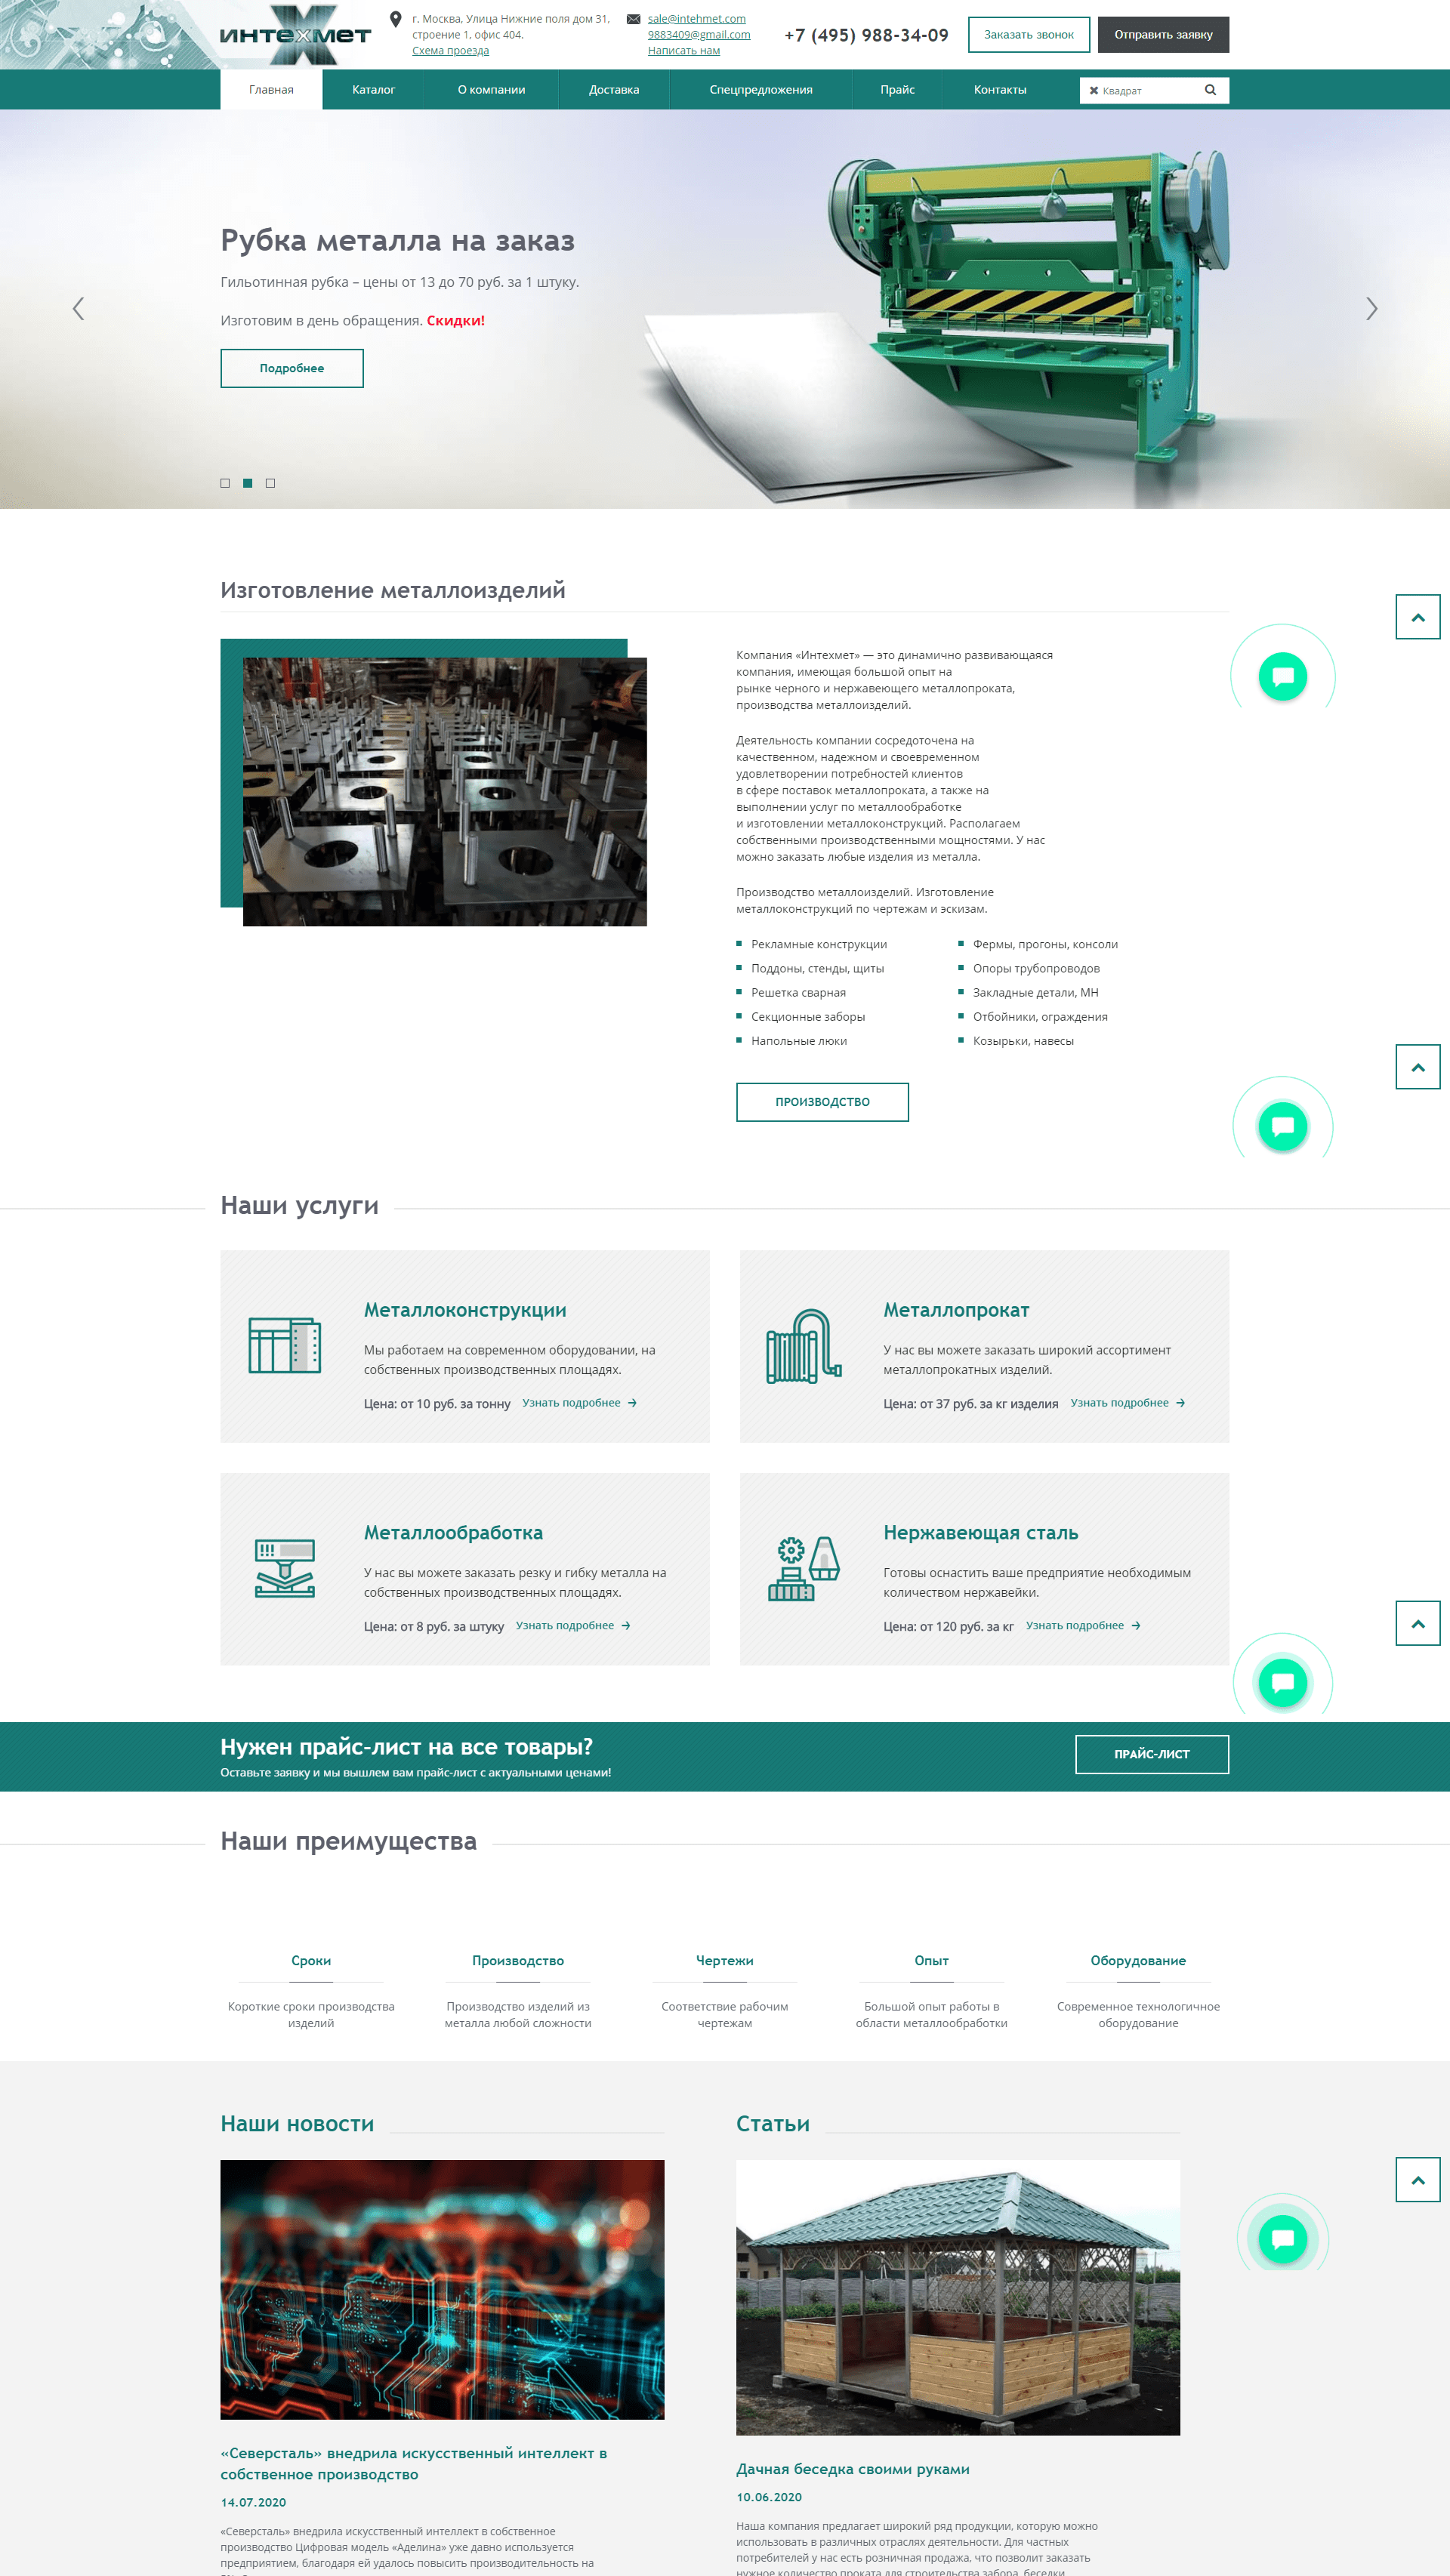 ИНТЕХМЕТ
г. Москва, Улица Нижние поля дом 31,
строение 1, офис 404.
Схема проезда
sale@intehmet.com
9883409@gmail.com
Написать нам
+7 (495) 988-34-09
Заказать звонок
Отправить заявку
Главная
Каталог
О компании
Доставка
Спецпредложения
Прайс
Контакты
Квадрат
Рубка металла на заказ
Гильотинная рубка – цены от 13 до 70 руб. за 1 штуку.
Изготовим в день обращения. Скидки!
Подробнее
Изготовление металлоизделий
Компания «Интехмет» — это динамично развивающаяся
компания, имеющая большой опыт на
рынке черного и нержавеющего металлопроката,
производства металлоизделий.
Деятельность компании сосредоточена на
качественном, надежном и своевременном
удовлетворении потребностей клиентов
в сфере поставок металлопроката, а также на
выполнении услуг по металлообработке
и изготовлении металлоконструкций. Располагаем
собственными производственными мощностями. У нас
можно заказать любые изделия из металла.
Производство металлоизделий. Изготовление
металлоконструкций по чертежам и эскизам.
Рекламные конструкции
Поддоны, стенды, щиты
Решетка сварная
Секционные заборы
Напольные люки
Фермы, прогоны, консоли
Опоры трубопроводов
Закладные детали, МН
Отбойники, ограждения
Козырьки, навесы
ПРОИЗВОДСТВО
Наши услуги
Металлоконструкции
Мы работаем на современном оборудовании, на
собственных производственных площадях.
Цена: от 10 руб. за тонну Узнать подробнее
Металлопрокат
У нас вы можете заказать широкий ассортимент
металлопрокатных изделий.
Цена: от 37 руб. за кг изделия Узнать подробнее
Металлообработка
У нас вы можете заказать резку и гибку металла на
собственных производственных площадях.
Цена: от 8 руб. за штуку Узнать подробнее
Нержавеющая сталь
Готовы оснастить ваше предприятие необходимым
количеством нержавейки.
Цена: от 120 руб. за кг Узнать подробнее
Нужен прайс-лист на все товары?
Оставьте заявку и мы вышлем вам прайс-лист с актуальными ценами!
ПРАЙС-ЛИСТ
Наши преимущества
Сроки
Короткие сроки производства
изделий
Производство
Производство изделий из
металла любой сложности
Чертежи
Соответствие рабочим
чертежам
Опыт
Большой опыт работы в
области металлообработки
Оборудование
Современное технологичное
оборудование
Наши новости
«Северсталь» внедрила искусственный интеллект в
собственное производство
14.07.2020
«Северсталь» внедрила искусственный интеллект в собственное
производство Цифровая модель «Аделина» уже давно используется
предприятием, благодаря ей удалось повысить производительность на
Статьи
Дачная беседка своими руками
10.06.2020
Наша компания предлагает широкий ряд продукции, которую можно
использовать в различных отраслях деятельности. Для частных
потребителей у нас есть розничная продажа, что позволит заказать
нужное количество проката для строительства забора, беседки,